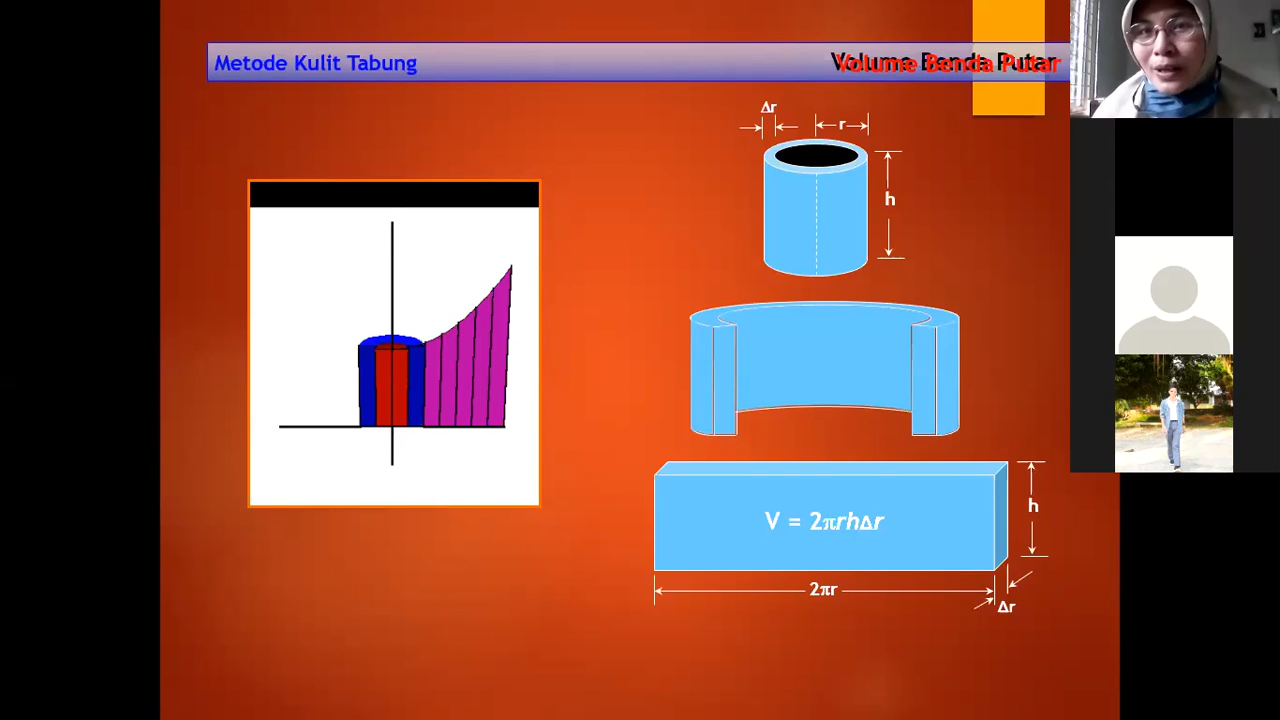 Metode Kulit Tabung
Volume Benda Putar
Δr
r
h
V = 2πrhΔr
h
2πr
Δr